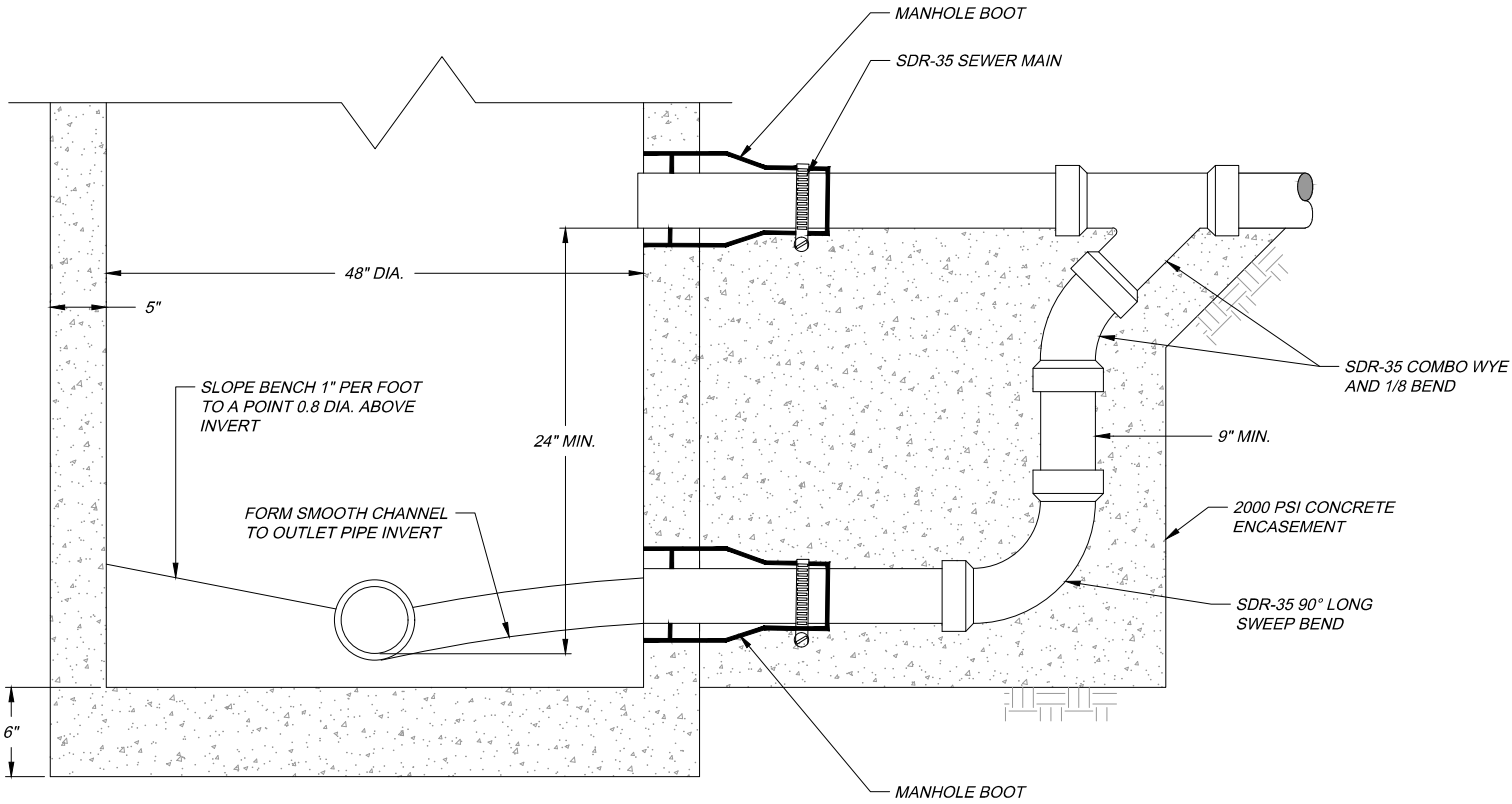 MANHOLE BOOT
SDR-35 SEWER MAIN
48" DIA.
5"
SLOPE BENCH 1" PER FOOT
TO A POINT 0.8 DIA. ABOVE
INVERT
SDR-35 COMBO WYE
AND 1/8 BEND
24" MIN.
9" MIN.
FORM SMOOTH CHANNEL
TO OUTLET PIPE INVERT
2000 PSI CONCRETE
ENCASEMENT
SDR-35 90° LONG
SWEEP BEND
6"
MANHOLE BOOT